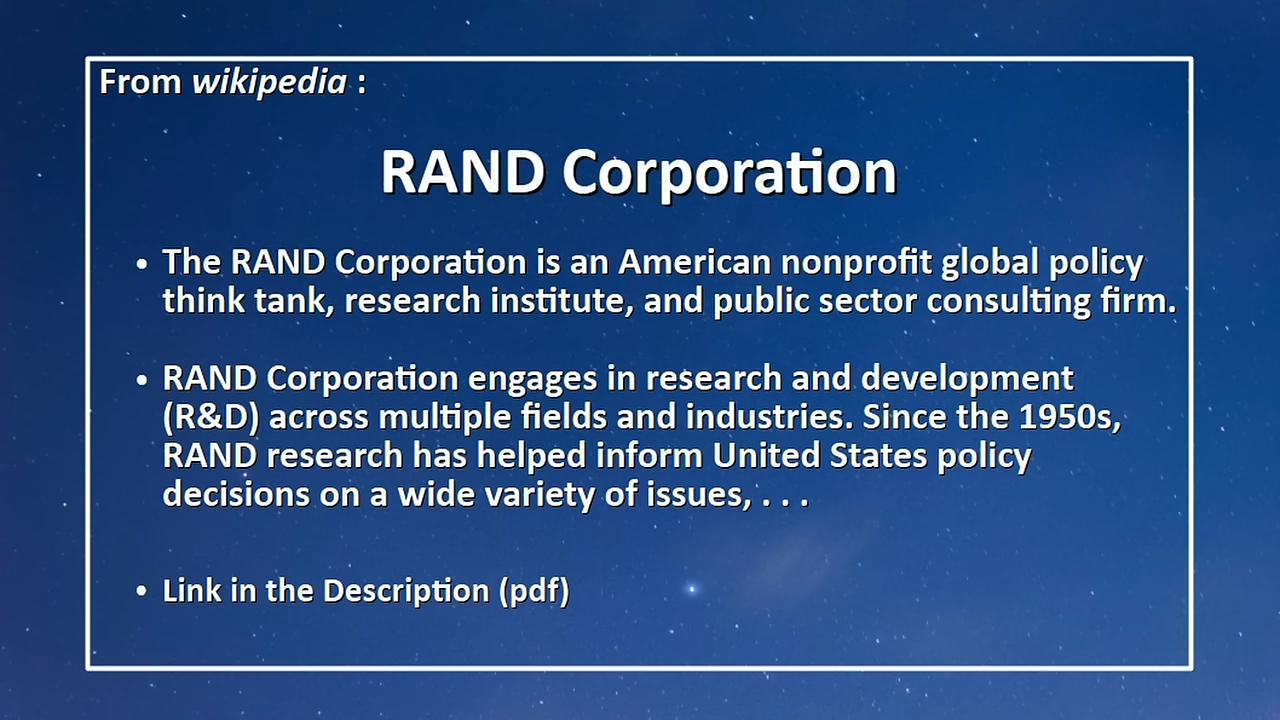 From wikipedia :
RAND Corporation
• The RAND Corporation is an American nonprofit global policy
think tank, research institute, and public sector consulting firm.
• RAND Corporation engages in research and development
(R&D) across multiple fields and industries. Since the 1950s,
RAND research has helped inform United States policy
decisions on a wide variety of issues, . . .
• Link in the Description (pdf)